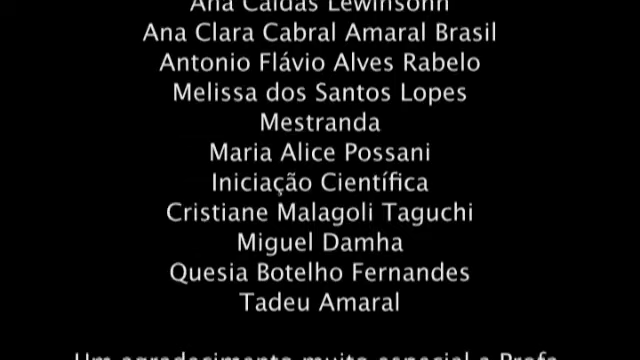 Ana Caldas Lewinsohn
Ana Clara Cabral Amaral Brasil
Antonio Flávio Alves Rabelo
Melissa dos Santos Lopes
Mestranda
Maria Alice Possani
Iniciação Científica
Cristiane Malagoli Taguchi
Miguel Damha
Quesia Botelho Fernandes
Tadeu Amaral
Um agradecimento muito especial a Profa